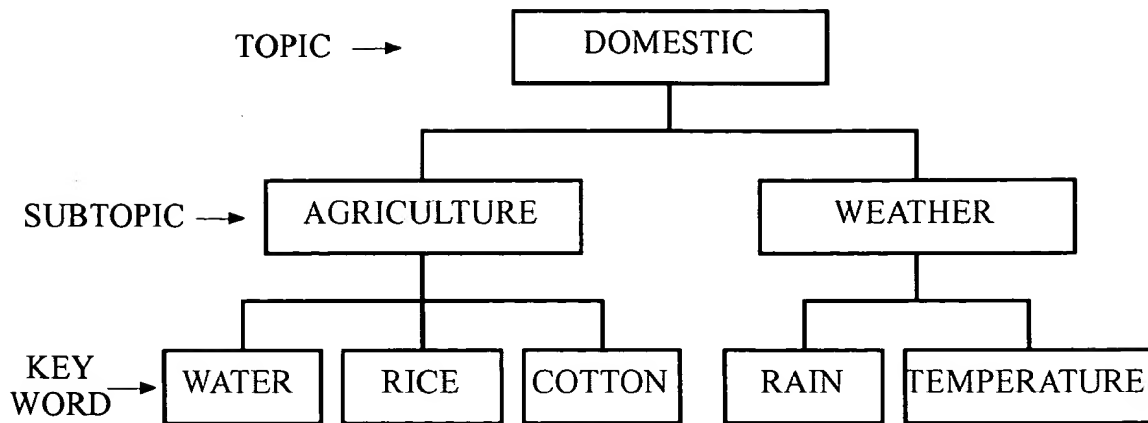 TOPIC → DOMESTIC
SUBTOPIC → AGRICULTURE WEATHER
KEY
WORD → WATER RICE COTTON RAIN TEMPERATURE